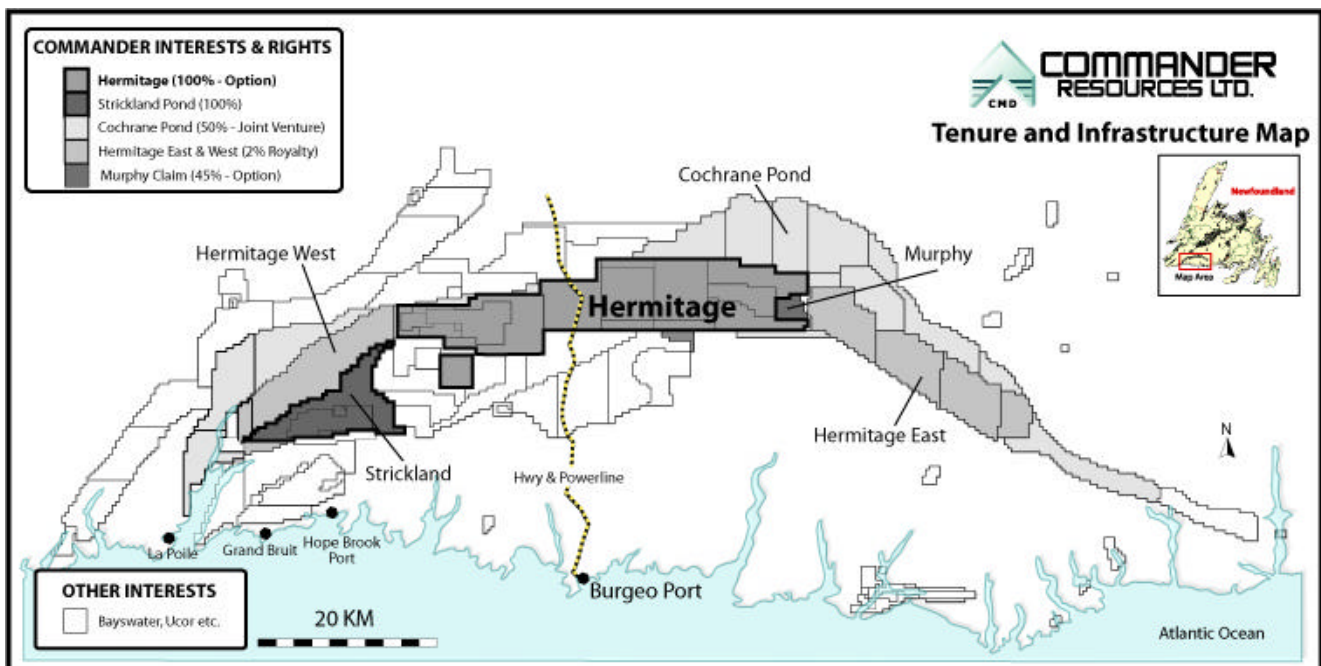 COMMANDER INTERESTS & RIGHTS
Hermitage (100% - Option)
Strickland Pond (100%)
Cochrane Pond (50% - Joint Venture)
Hermitage East & West (2% Royalty)
Murphy Claim (45% - Option)
CMD
COMMANDER
RESOURCES LTD.
Tenure and Infrastructure Map
Newfoundland
Map Area
Cochrane Pond
Hermitage West
Murphy
Hermitage
Hermitage East
N
Strickland
Hwy & Powerline
La Poile
Grand Bruit
Hope Brook
Port
Burgeo Port
OTHER INTERESTS
Bayswater, Ucor etc.
20 KM
Atlantic Ocean